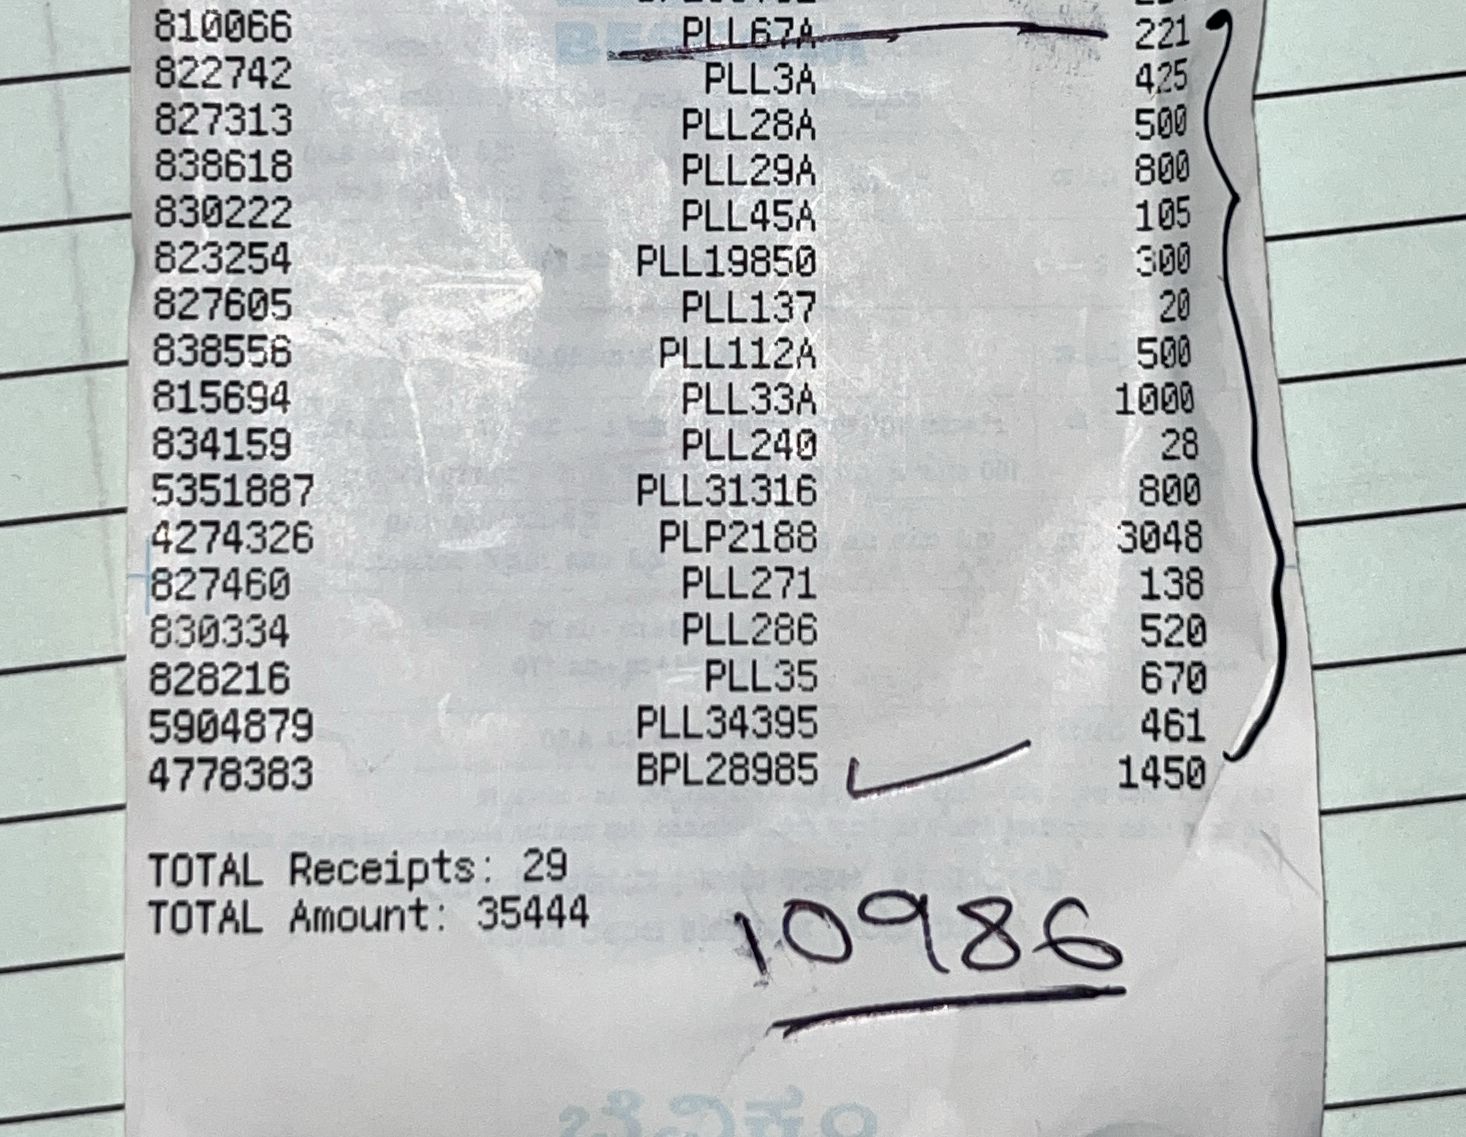 810066 PLL67A 221
822742 PLL3A 425
827313 PLL28A 500
838618 PLL29A 800
830222 PLL45A 105
823254 PLL19850 300
827605 PLL137 20
838556 PLL112A 500
815694 PLL33A 1000
834159 PLL240 28
5351887 PLL31316 800
4274326 PLP2188 3048
827460 PLL271 138
830334 PLL286 520
828216 PLL35 670
5904879 PLL34395 461
4778383 BPL28985 1450
TOTAL Receipts: 29
TOTAL Amount: 35444
10986